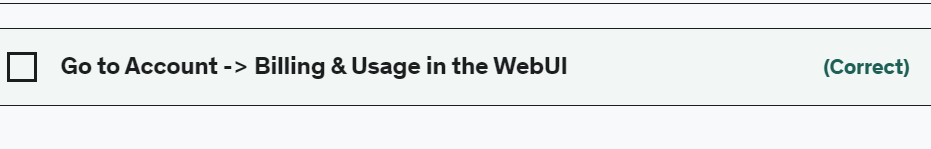 Go to Account -> Billing & Usage in the WebUI (Correct)